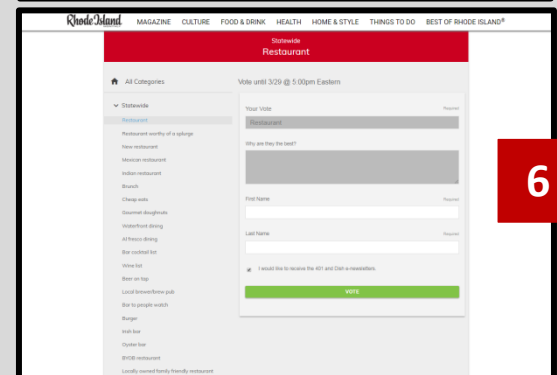 Rhode Island MAGAZINE CULTURE FOOD & DRINK HEALTH HOME & STYLE THINGS TO DO BEST OF RHODE ISLAND®
Statewide
Restaurant
All Categories
Vote until 3/29 @ 5:00pm Eastern
Statewide
Restaurant
Restaurant worthy of a splurge
New restaurant
Mexican restaurant
Indian restaurant
Brunch
Cheap eats
Gourmet doughnuts
Waterfront dining
Al fresco dining
Bar cocktail list
Wine list
Beer on tap
Local brewer/brew pub
Bar to people watch
Burger
Irish bar
Oyster bar
BYOB restaurant
Locally owned family friendly restaurant
Your Vote Required
Restaurant
Why are they the best?
First Name Required
Last Name Required
I would like to receive the 401 and Dish e-newsletters.
VOTE
6